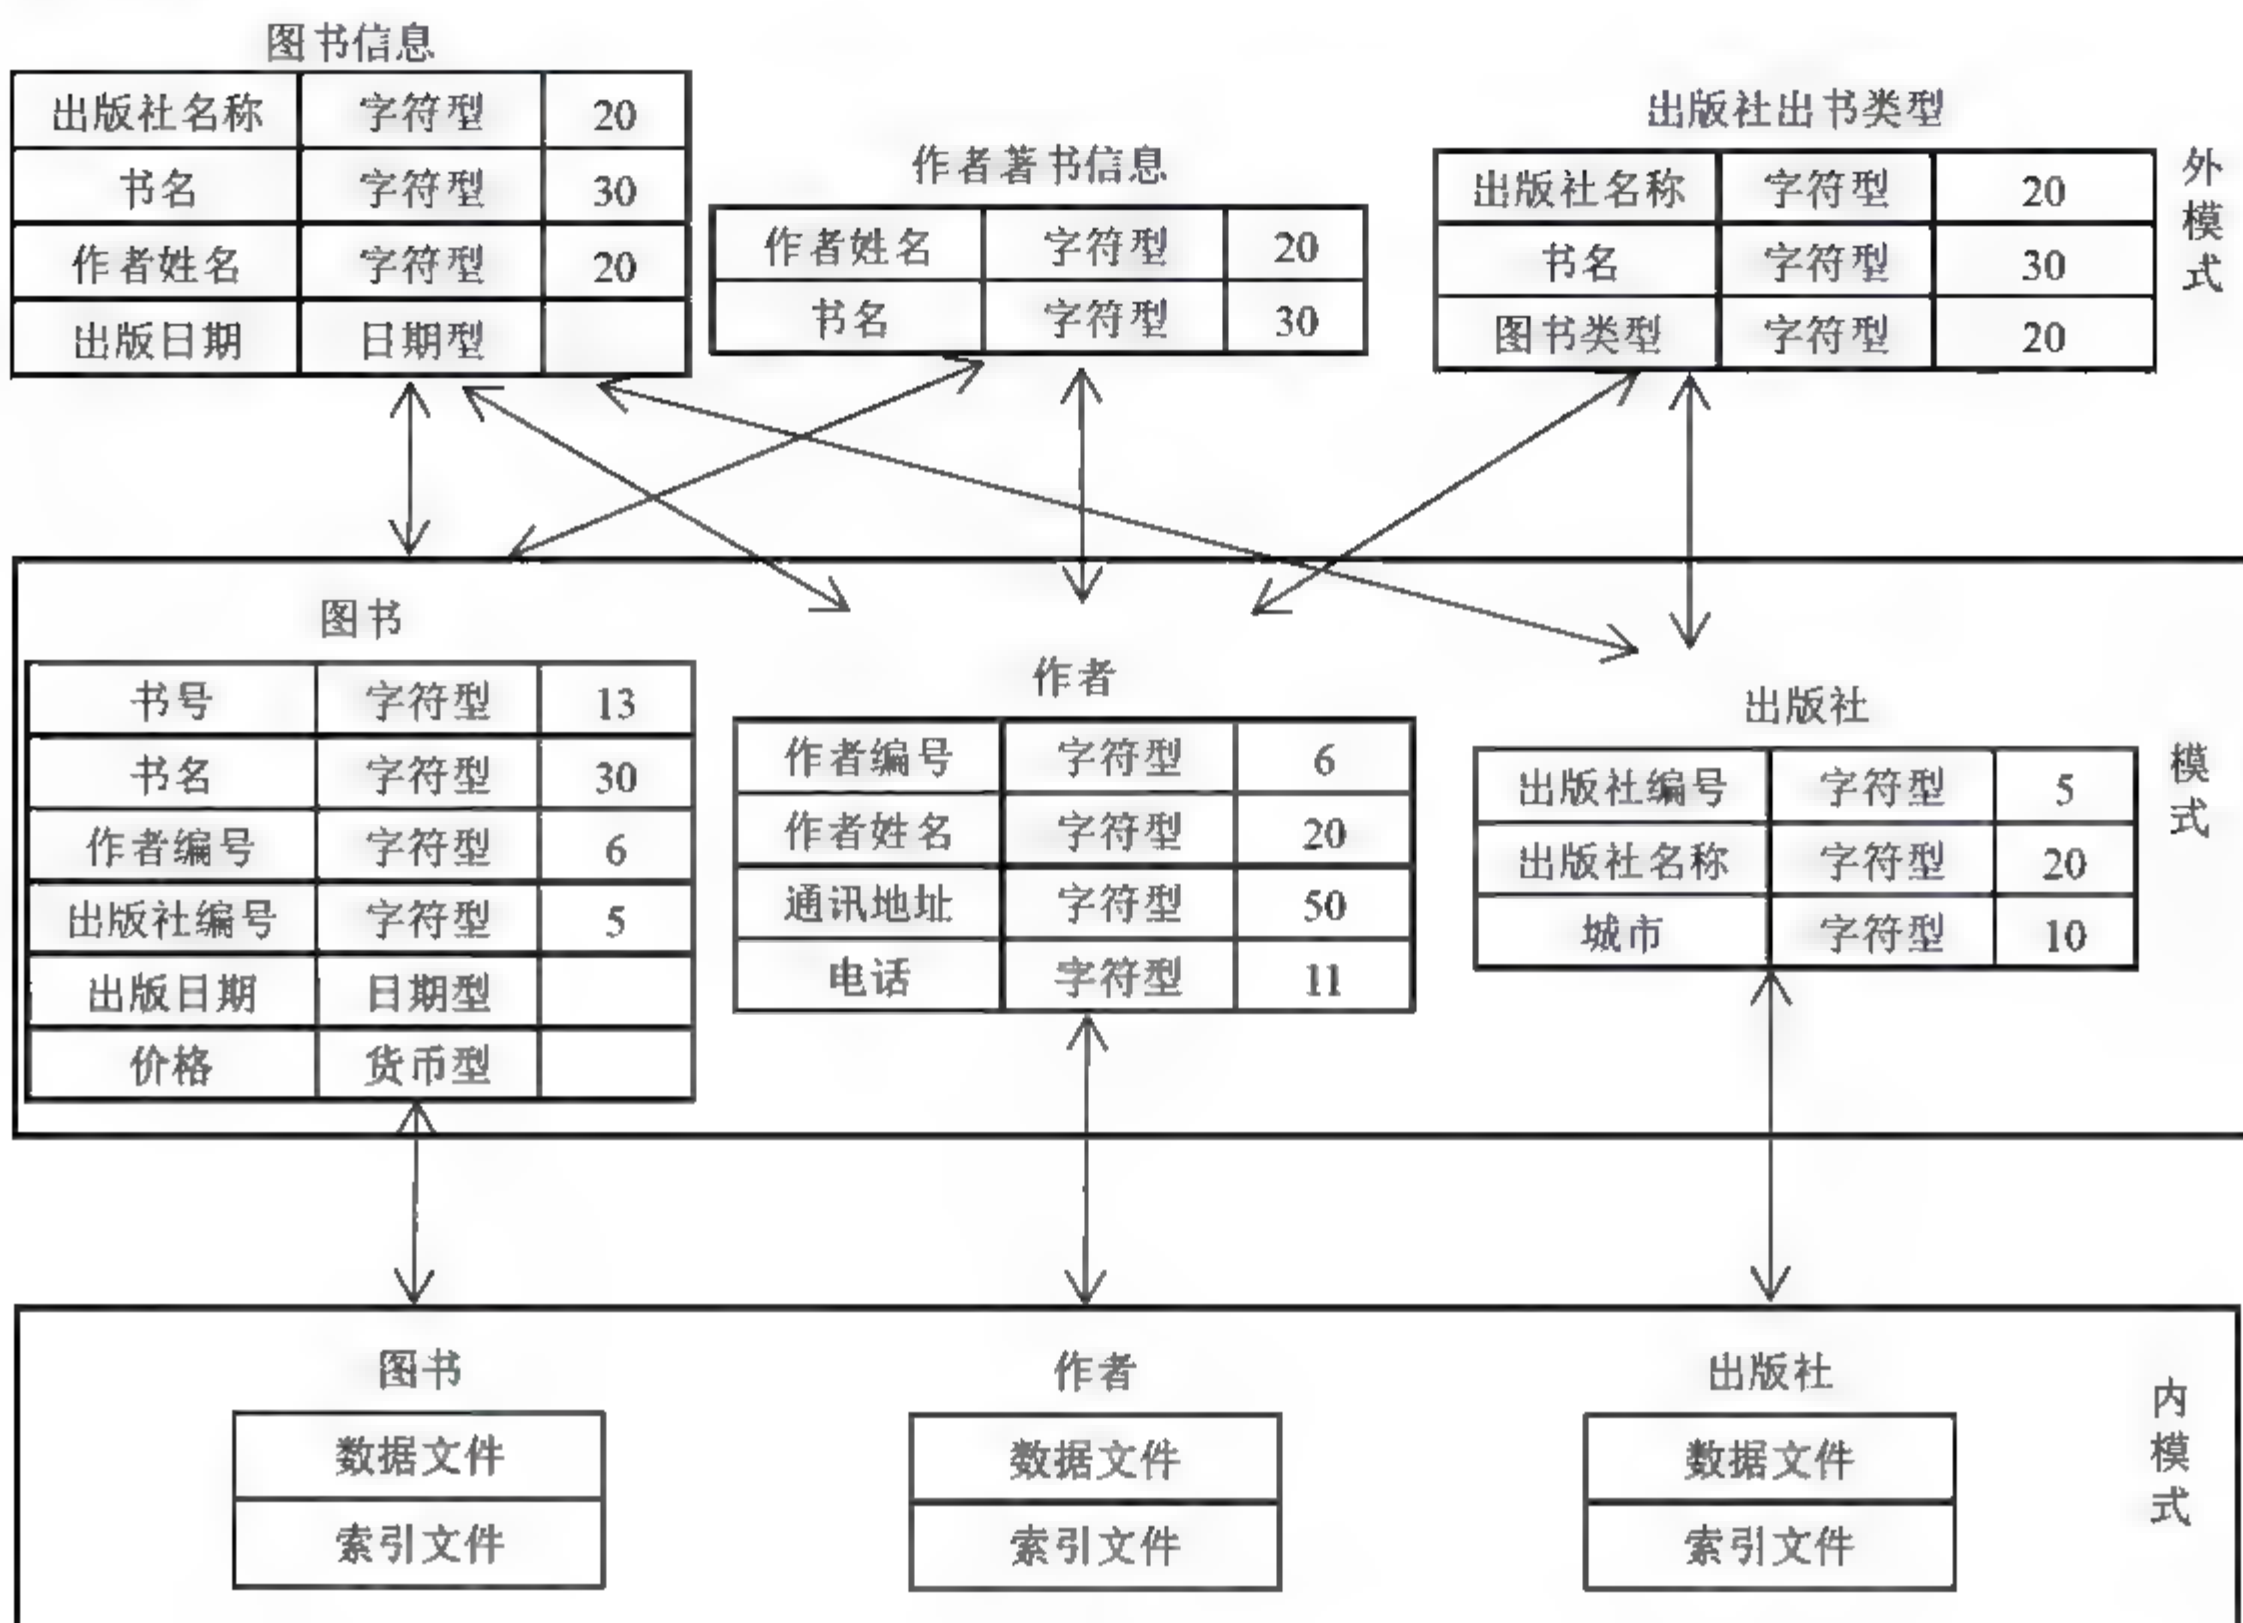 图书信息
出版社名称 字符型 20
书名 字符型 30
作者姓名 字符型 20
出版日期 日期型
作者著书信息
作者姓名 字符型 20
书名 字符型 30
出版社出书类型
出版社名称 字符型 20
书名 字符型 30
图书类型 字符型 20
外模式
图书
书号 字符型 13
书名 字符型 30
作者编号 字符型 6
出版社编号 字符型 5
出版日期 日期型
价格 货币型
作者
作者编号 字符型 6
作者姓名 字符型 20
通讯地址 字符型 50
电话 字符型 11
出版社
出版社编号 字符型 5
出版社名称 字符型 20
城市 字符型 10
模式
图书
数据文件
索引文件
作者
数据文件
索引文件
出版社
数据文件
索引文件
内模式